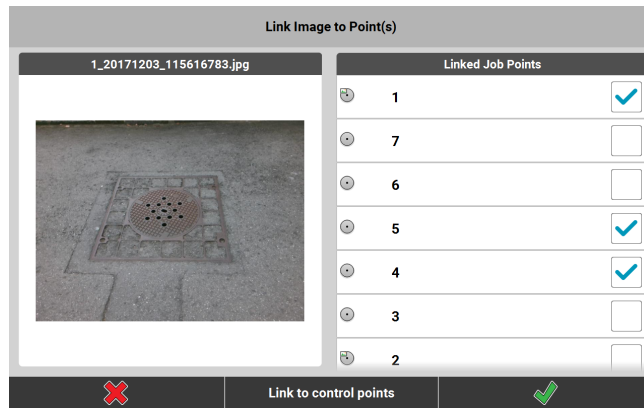 Link Image to Point(s)
1_20171203_115616783.jpg
Linked Job Points
1
7
6
5
4
3
2
Link to control points